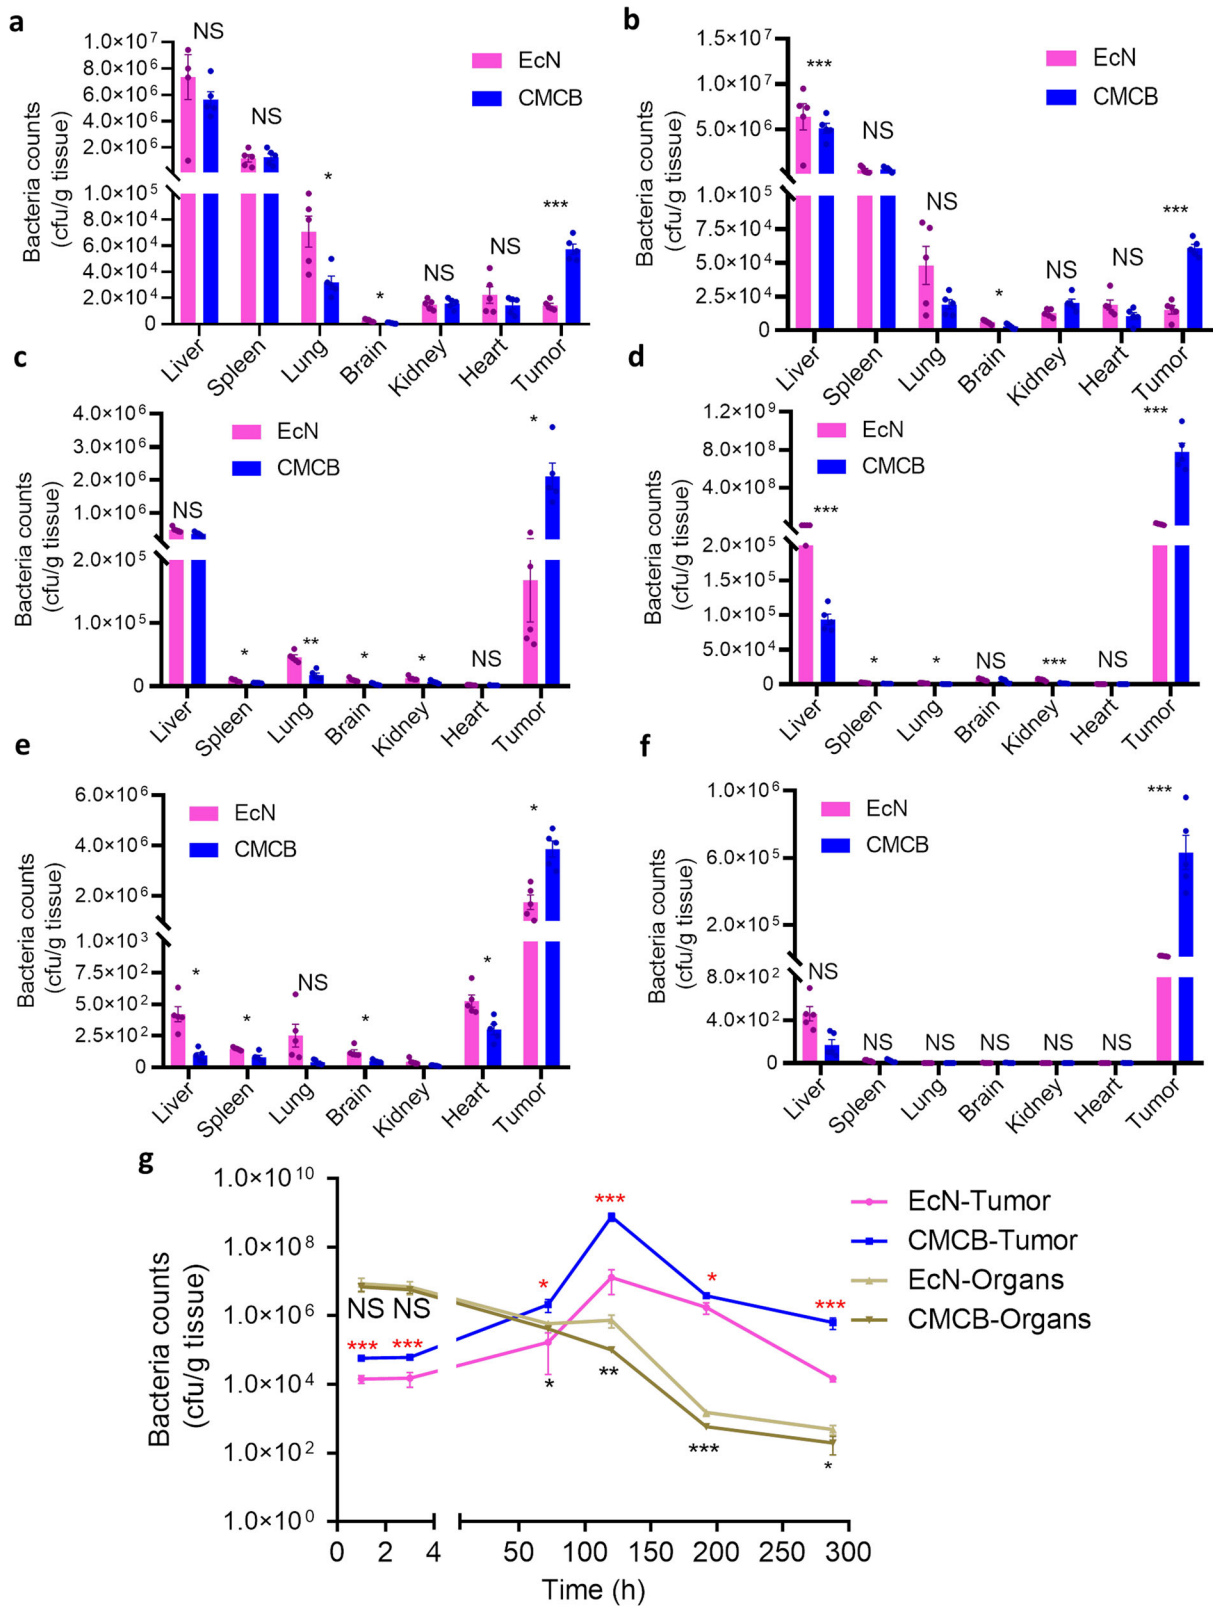 a
NS
1.0×10⁷
8.0×10⁶
6.0×10⁶
4.0×10⁶
2.0×10⁶
1.0×10⁵
8.0×10⁴
6.0×10⁴
4.0×10⁴
2.0×10⁴
0
Bacteria counts
(cfu/g tissue)
EcN
CMCB
NS
*
*
NS
NS
***
Liver
Spleen
Lung
Brain
Kidney
Heart
Tumor
b
1.5×10⁷
1.0×10⁷
5.0×10⁶
1.0×10⁵
7.5×10⁴
5.0×10⁴
2.5×10⁴
0
Bacteria counts
(cfu/g tissue)
EcN
CMCB
***
NS
NS
*
NS
NS
***
Liver
Spleen
Lung
Brain
Kidney
Heart
Tumor
c
4.0×10⁶
3.0×10⁶
2.0×10⁶
1.0×10⁶
2.0×10⁵
1.0×10⁵
0
Bacteria counts
(cfu/g tissue)
EcN
CMCB
NS
*
**
*
*
NS
*
Liver
Spleen
Lung
Brain
Kidney
Heart
Tumor
d
1.2×10⁹
8.0×10⁸
4.0×10⁸
2.0×10⁵
1.5×10⁵
1.0×10⁵
5.0×10⁴
0
Bacteria counts
(cfu/g tissue)
EcN
CMCB
***
*
*
NS
***
NS
***
Liver
Spleen
Lung
Brain
Kidney
Heart
Tumor
e
6.0×10⁶
4.0×10⁶
2.0×10⁶
1.0×10³
7.5×10²
5.0×10²
2.5×10²
0
Bacteria counts
(cfu/g tissue)
EcN
CMCB
*
*
NS
*
*
*
Liver
Spleen
Lung
Brain
Kidney
Heart
Tumor
f
1.0×10⁶
6.0×10⁵
2.0×10⁵
8.0×10²
4.0×10²
0
Bacteria counts
(cfu/g tissue)
EcN
CMCB
NS
NS
NS
NS
NS
NS
***
Liver
Spleen
Lung
Brain
Kidney
Heart
Tumor
g
1.0×10¹⁰
1.0×10⁸
1.0×10⁶
1.0×10⁴
1.0×10²
1.0×10⁰
Bacteria counts
(cfu/g tissue)
NS NS
*** ***
*
***
*
***
*
**
***
*
EcN-Tumor
CMCB-Tumor
EcN-Organs
CMCB-Organs
0 2 4 50 100 150 200 250 300
Time (h)